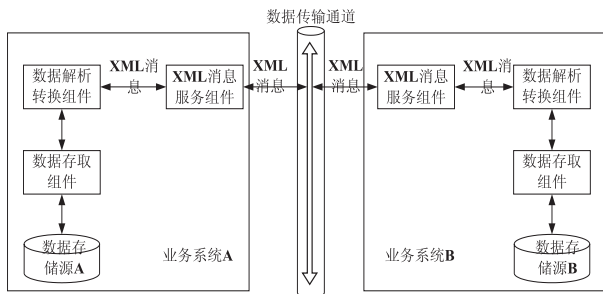 数据传输通道
数据解析
转换组件
XML消
息
XML消息
服务组件
XML
消息
XML
消息
XML消息
服务组件
XML消
息
数据解析
转换组件
数据存取
组件
数据存取
组件
数据存
储源A
业务系统A
业务系统B
数据存
储源B